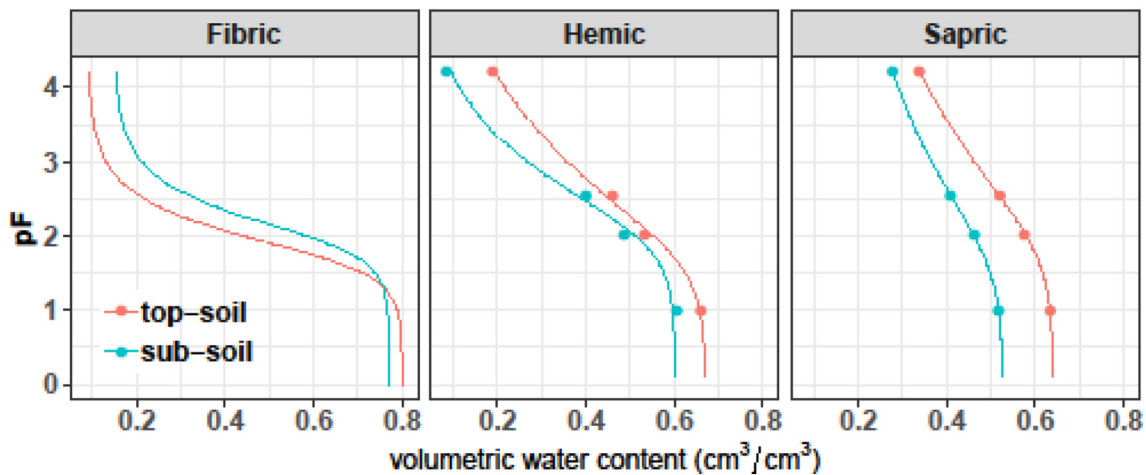 Fibric Hemic Sapric
pF
4
3
2
1
0
top-soil
sub-soil
0.2 0.4 0.6 0.8 0.2 0.4 0.6 0.8 0.2 0.4 0.6 0.8
volumetric water content (cm³/cm³)